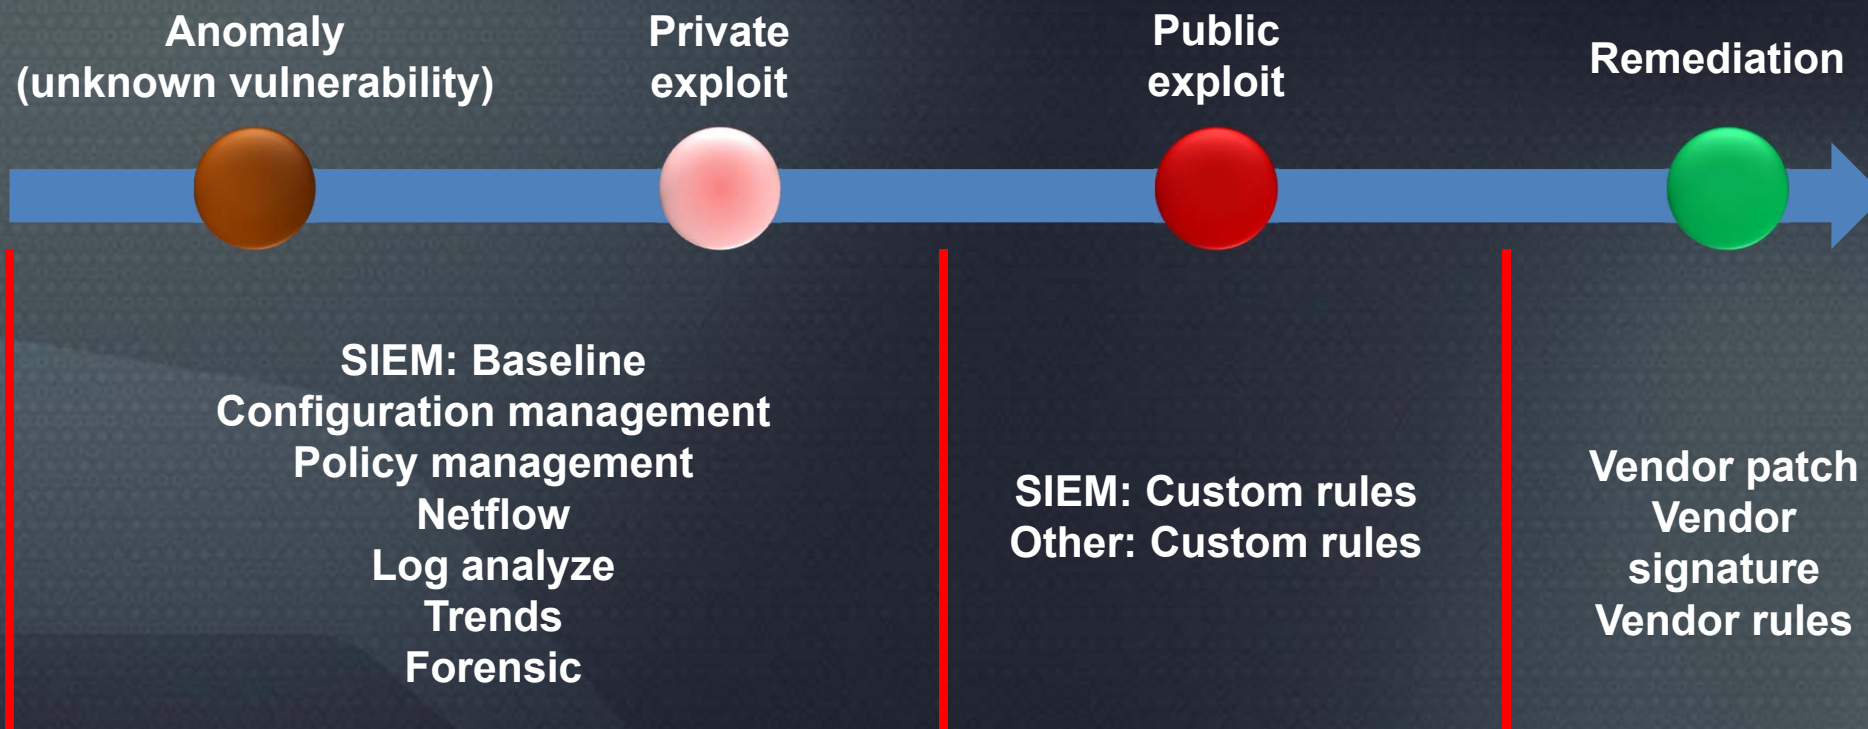 Anomaly
(unknown vulnerability)
Private
exploit
Public
exploit
Remediation
SIEM: Baseline
Configuration management
Policy management
Netflow
Log analyze
Trends
Forensic
SIEM: Custom rules
Other: Custom rules
Vendor patch
Vendor
signature
Vendor rules